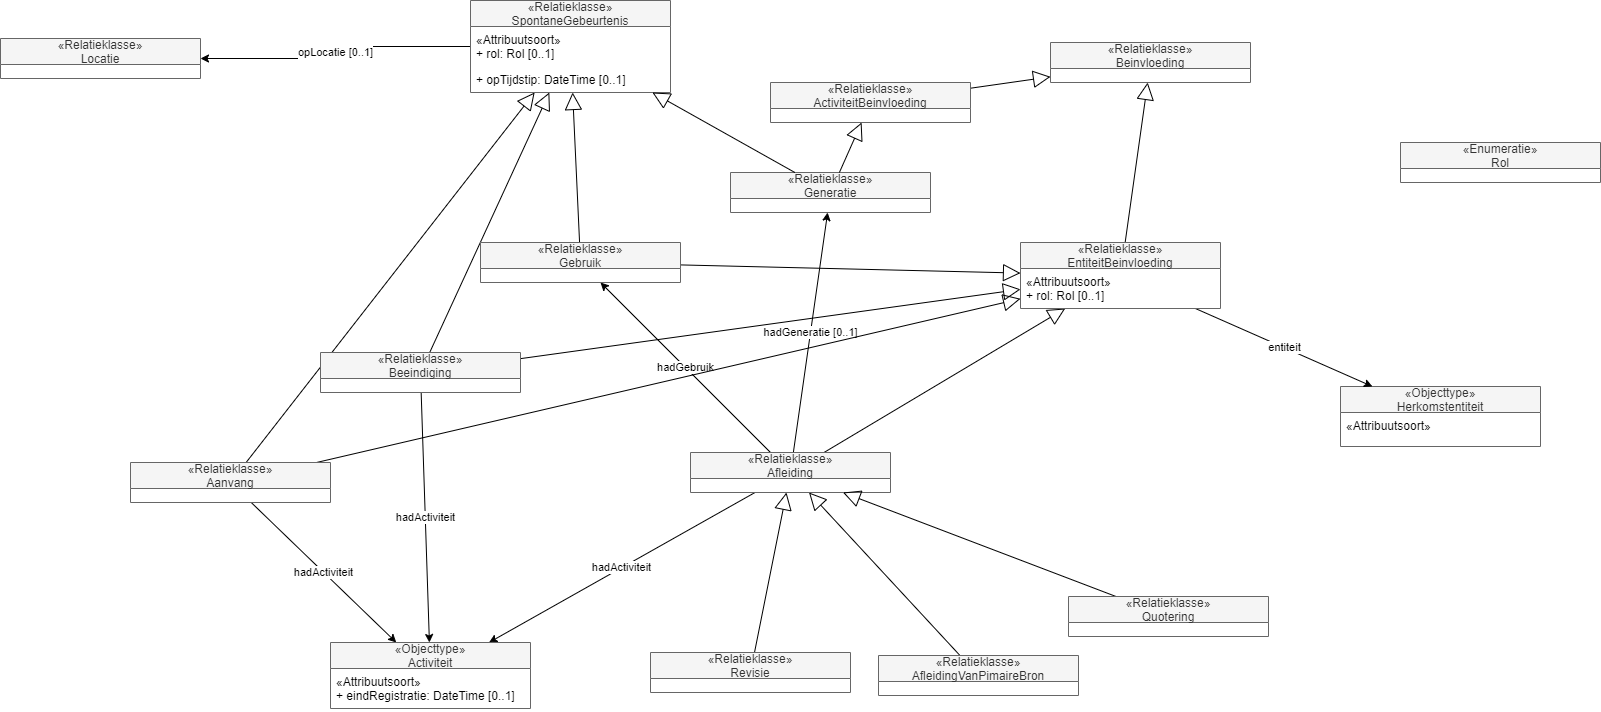 «Relatieklasse»
SpontaneGebeurtenis
«Attribuutsoort»
+ rol: Rol [0..1]
+ opTijdstip: DateTime [0..1]
«Relatieklasse»
Locatie
opLocatie [0..1]
«Relatieklasse»
Beinvloeding
«Relatieklasse»
ActiviteitBeinvloeding
«Enumeratie»
Rol
«Relatieklasse»
Generatie
«Relatieklasse»
Gebruik
«Relatieklasse»
EntiteitBeinvloeding
«Attribuutsoort»
+ rol: Rol [0..1]
hadGeneratie [0..1]
entiteit
«Relatieklasse»
Beeindiging
hadGebruik
«Objecttype»
Herkomstentiteit
«Attribuutsoort»
«Relatieklasse»
Aanvang
«Relatieklasse»
Afleiding
hadActiviteit
hadActiviteit
hadActiviteit
«Relatieklasse»
Quotering
«Objecttype»
Activiteit
«Attribuutsoort»
+ eindRegistratie: DateTime [0..1]
«Relatieklasse»
Revisie
«Relatieklasse»
AfleidingVanPimaireBron